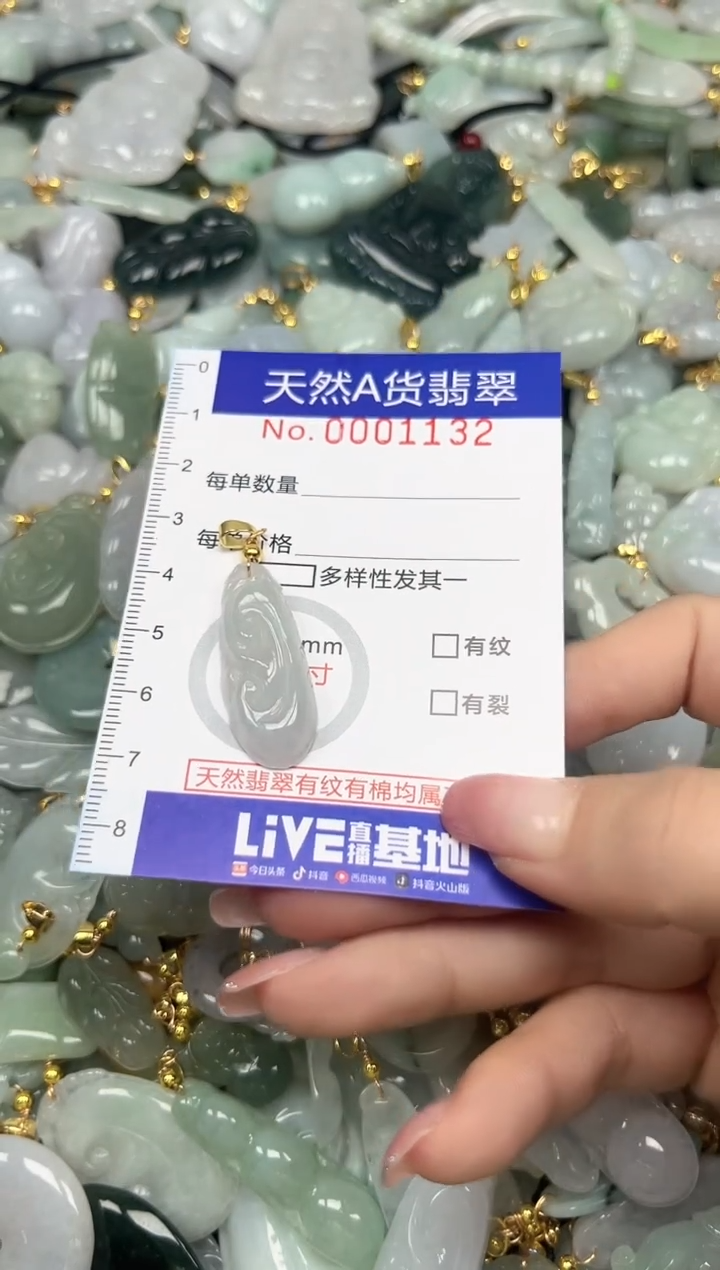 天然A货翡翠
No. 0001132
每单数量
每 价格
多样性发其一
mm
寸
有纹
有裂
天然翡翠有纹有棉均属
LiVE直播基地
今日头条 抖音 西瓜视频 抖音火山版
0
1
2
3
4
5
6
7
8